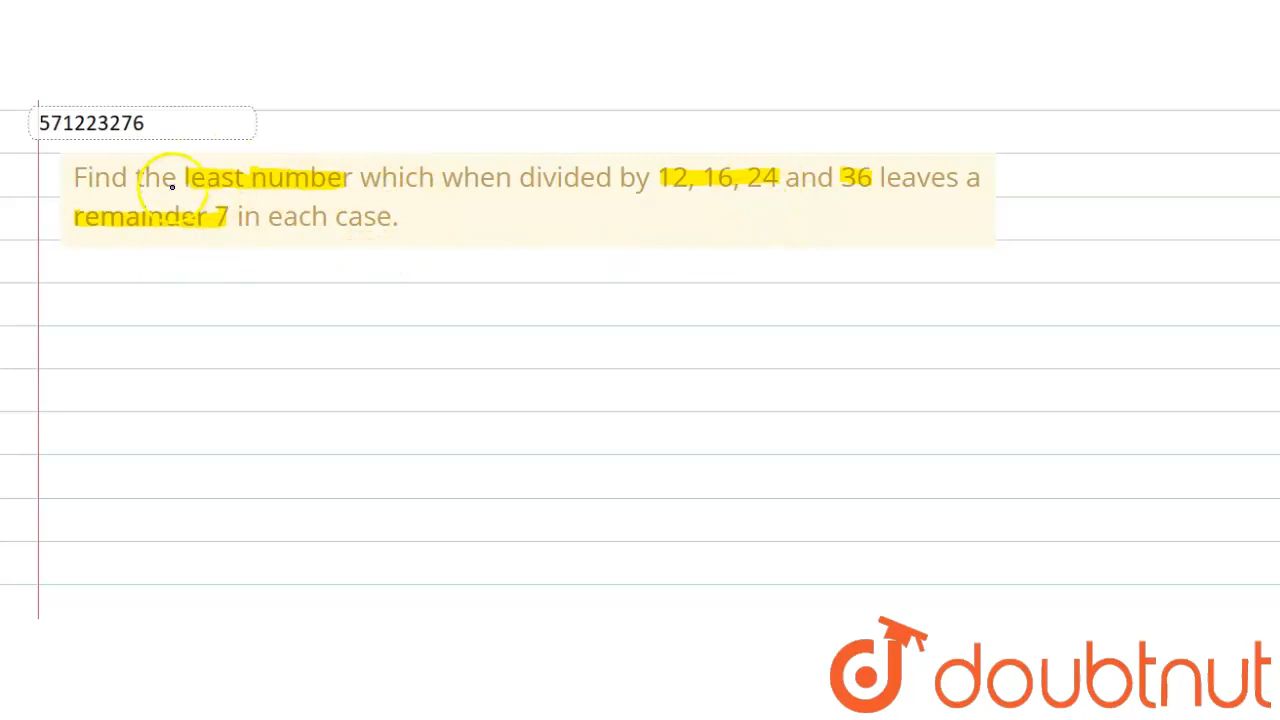 571223276
Find the least number which when divided by 12, 16, 24 and 36 leaves a
remainder 7 in each case.
doubtnut